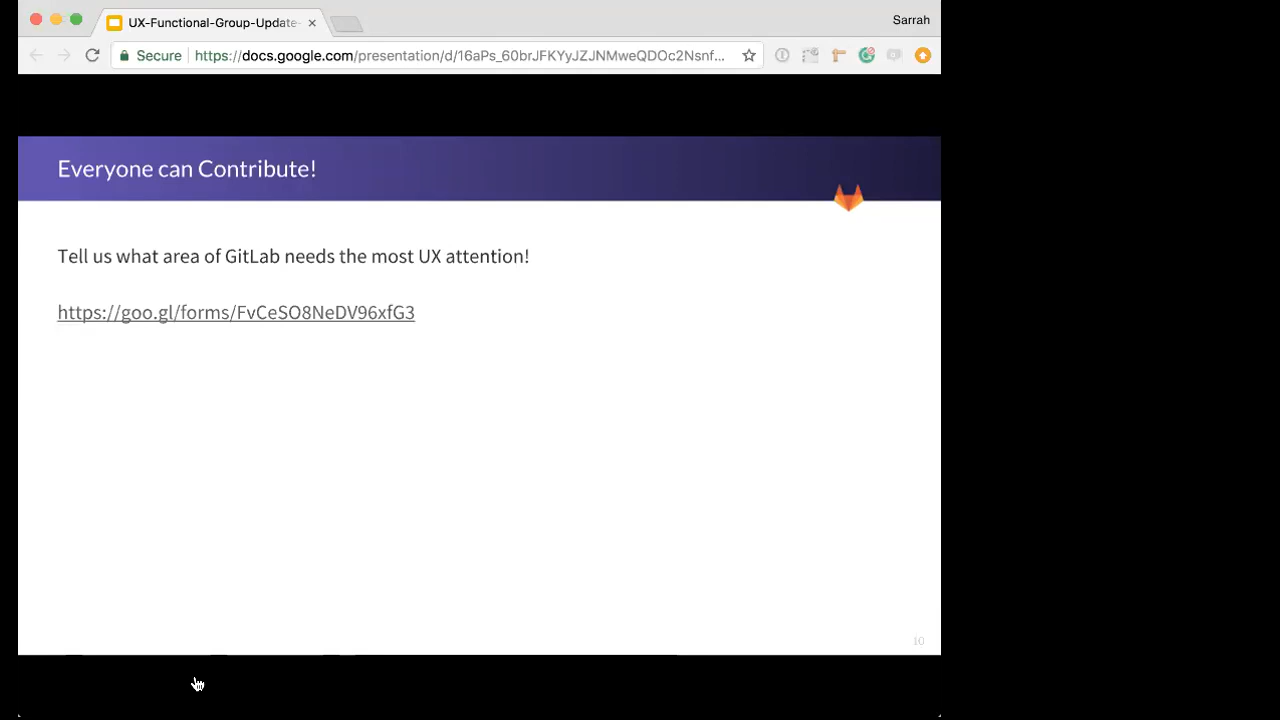 UX-Functional-Group-Update-
Sarrah
Secure https://docs.google.com/presentation/d/16aPs_60brJFKYyJZJNMweQDOc2Nsnf...
Everyone can Contribute!
Tell us what area of GitLab needs the most UX attention!
https://goo.gl/forms/FvCeSO8NeDV96xfG3
10